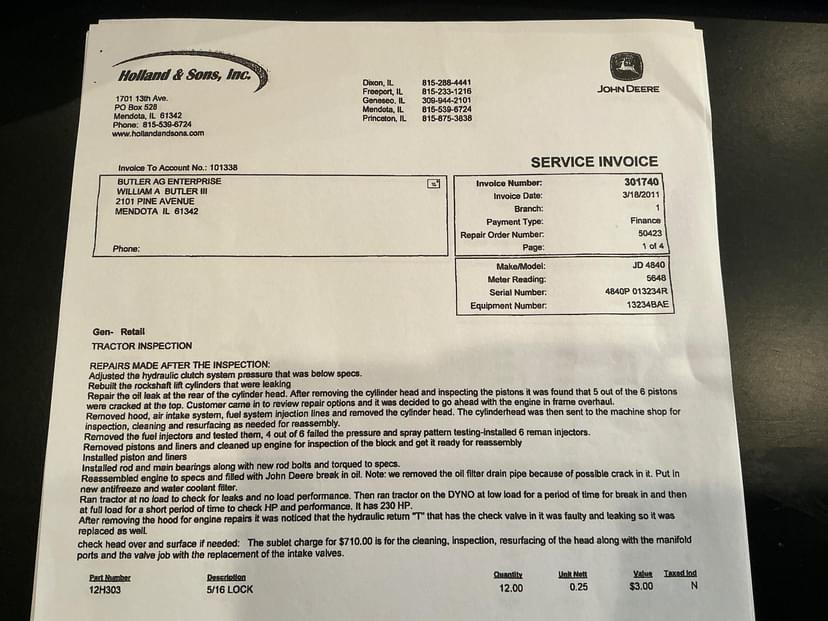 Holland & Sons, Inc.
1701 13th Ave.
PO Box 528
Mendota, IL 61342
Phone: 815-539-6724
www.hollandandsons.com
Dixon, IL 815-288-4441
Freeport, IL 815-233-1216
Geneseo, IL 309-944-2101
Mendota, IL 815-539-6724
Princeton, IL 815-875-3838
JOHN DEERE
SERVICE INVOICE
Invoice To Account No.: 101338
BUTLER AG ENTERPRISE
WILLIAM A BUTLER III
2101 PINE AVENUE
MENDOTA IL 61342
Phone:
Invoice Number: 301740
Invoice Date: 3/18/2011
Branch: 1
Payment Type: Finance
Repair Order Number: 50423
Page: 1 of 4
Make/Model: JD 4840
Meter Reading: 5648
Serial Number: 4840P 013234R
Equipment Number: 13234BAE
Gen- Retail
TRACTOR INSPECTION
REPAIRS MADE AFTER THE INSPECTION:
Adjusted the hydraulic clutch system pressure that was below specs.
Rebuilt the rockshaft lift cylinders that were leaking
Repair the oil leak at the rear of the cylinder head. After removing the cylinder head and inspecting the pistons it was found that 5 out of the 6 pistons
were cracked at the top. Customer came in to review repair options and it was decided to go ahead with the engine in frame overhaul.
Removed hood, air intake system, fuel system injection lines and removed the cylinder head. The cylinderhead was then sent to the machine shop for
inspection, cleaning and resurfacing as needed for reassembly.
Removed the fuel injectors and tested them, 4 out of 6 failed the pressure and spray pattern testing-installed 6 reman injectors.
Removed pistons and liners and cleaned up engine for inspection of the block and get it ready for reassembly
Installed piston and liners
Installed rod and main bearings along with new rod bolts and torqued to specs.
Reassembled engine to specs and filled with John Deere break in oil. Note: we removed the oil filter drain pipe because of possible crack in it. Put in
new antifreeze and water coolant filter.
Ran tractor at no load to check for leaks and no load performance. Then ran tractor on the DYNO at low load for a period of time for break in and then
at full load for a short period of time to check HP and performance. It has 230 HP.
After removing the hood for engine repairs it was noticed that the hydraulic return "T" that has the check valve in it was faulty and leaking so it was
replaced as well.
check head over and surface if needed: The sublet charge for $710.00 is for the cleaning, inspection, resurfacing of the head along with the manifold
ports and the valve job with the replacement of the intake valves.
Part Number Description Quantity Unit Nett Value Taxed Ind
12H303 5/16 LOCK 12.00 0.25 $3.00 N